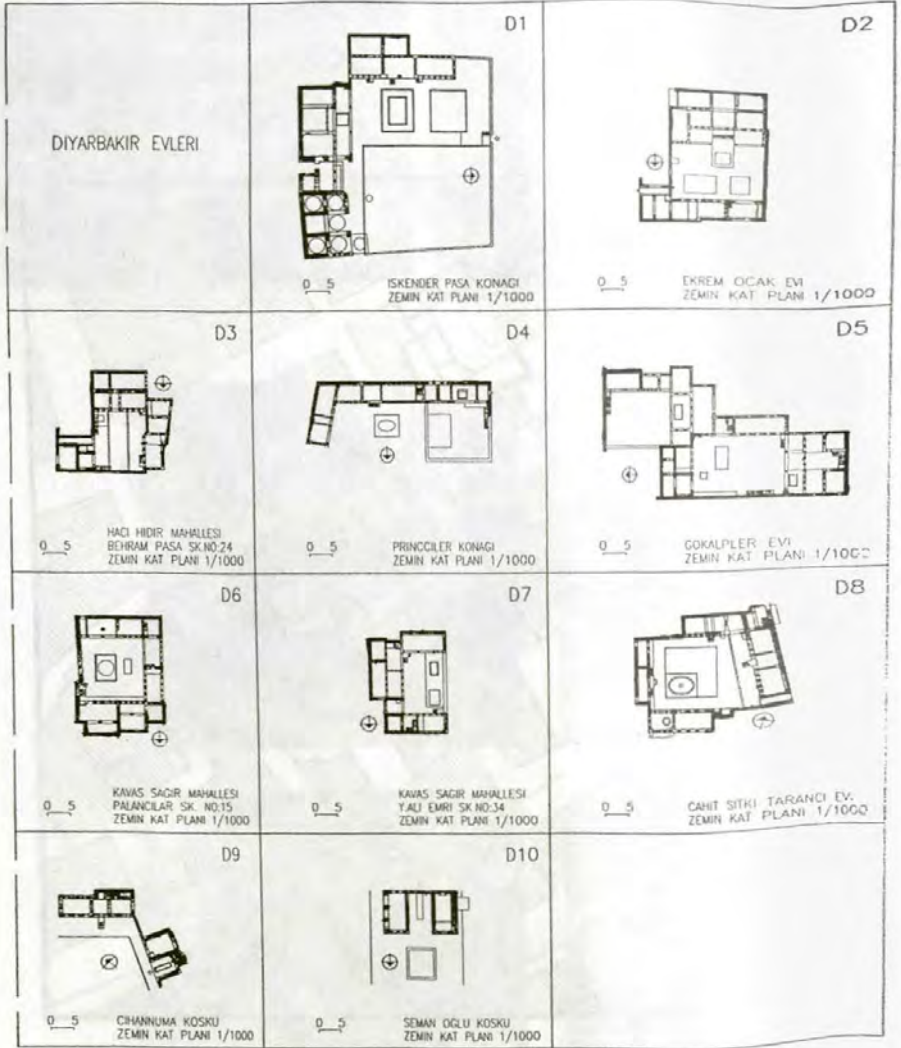 DIYARBAKIR EVLERI
D1
0 5
ISKENDER PASA KONAGI
ZEMIN KAT PLANI 1/1000
D2
0 5
EKREM OCAK EVI
ZEMIN KAT PLANI 1/1000
D3
0 5
HACI HIDIR MAHALLESI
BEHRAM PASA SK.NO:24
ZEMIN KAT PLANI 1/1000
D4
0 5
PRINCCILER KONAGI
ZEMIN KAT PLANI 1/1000
D5
0 5
GOKALPLER EVI
ZEMIN KAT PLANI 1/1000
D6
0 5
KAVAS SAGIR MAHALLESI
PALANCILAR SK. NO:15
ZEMIN KAT PLANI 1/1000
D7
0 5
KAVAS SAGIR MAHALLESI
Y.ALI EMRI SK NO:34
ZEMIN KAT PLANI 1/1000
D8
0 5
CAHIT SITKI TARANCI EV.
ZEMIN KAT PLANI 1/1000
D9
0 5
CIHANNUMA KOSKU
ZEMIN KAT PLANI 1/1000
D10
0 5
SEMAN OGLU KOSKU
ZEMIN KAT PLANI 1/1000